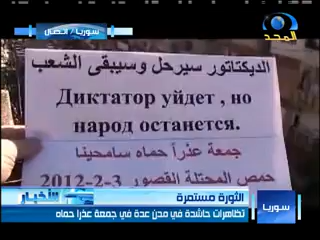 سوريا / اتصال
المجد
الديكتاتور سيرحل وسيبقى الشعب
Диктатор уйдет , но
народ останется.
جمعة عذراً حماه سامحينا
حمص المحتلة القصور 3-2-2012
الأخبار
الثورة مستمرة
سوريا
تظاهرات حاشدة في مدن عدة في جمعة عذرا حماه